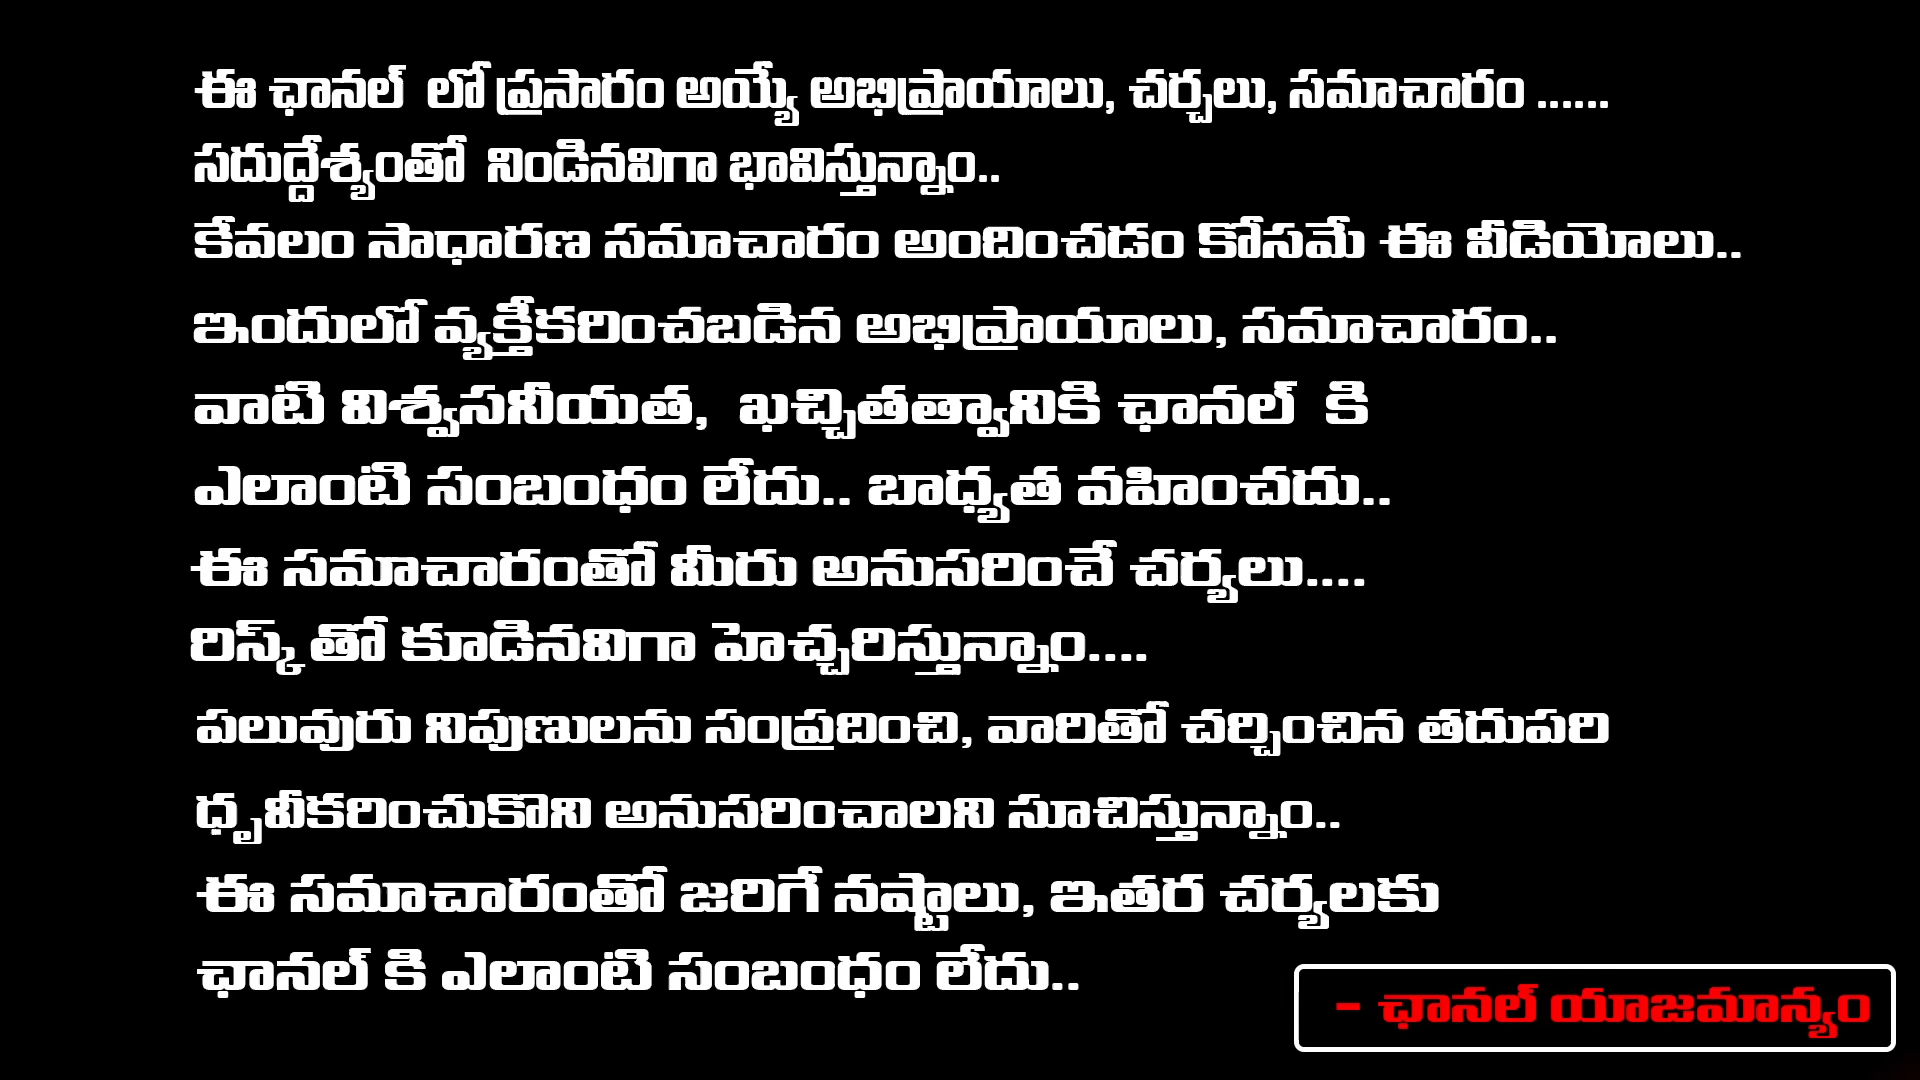 ఈ ఛానల్ లో ప్రసారం అయ్యే అభిప్రాయాలు, చర్చలు, సమాచారం ......
సదుద్దేశ్యంతో నిండినవిగా భావిస్తున్నాం..
కేవలం సాధారణ సమాచారం అందించడం కోసమే ఈ వీడియోలు..
ఇందులో వ్యక్తీకరించబడిన అభిప్రాయాలు, సమాచారం..
వాటి విశ్వసనీయత, ఖచ్చితత్వానికి ఛానల్ కి
ఎలాంటి సంబంధం లేదు.. బాధ్యత వహించదు..
ఈ సమాచారంతో మీరు అనుసరించే చర్యలు....
రిస్క్ తో కూడినవిగా హెచ్చరిస్తున్నాం....
పలువురు నిపుణులను సంప్రదించి, వారితో చర్చించిన తదుపరి
ధృవీకరించుకొని అనుసరించాలని సూచిస్తున్నాం..
ఈ సమాచారంతో జరిగే నష్టాలు, ఇతర చర్యలకు
ఛానల్ కి ఎలాంటి సంబంధం లేదు..
- ఛానల్ యాజమాన్యం